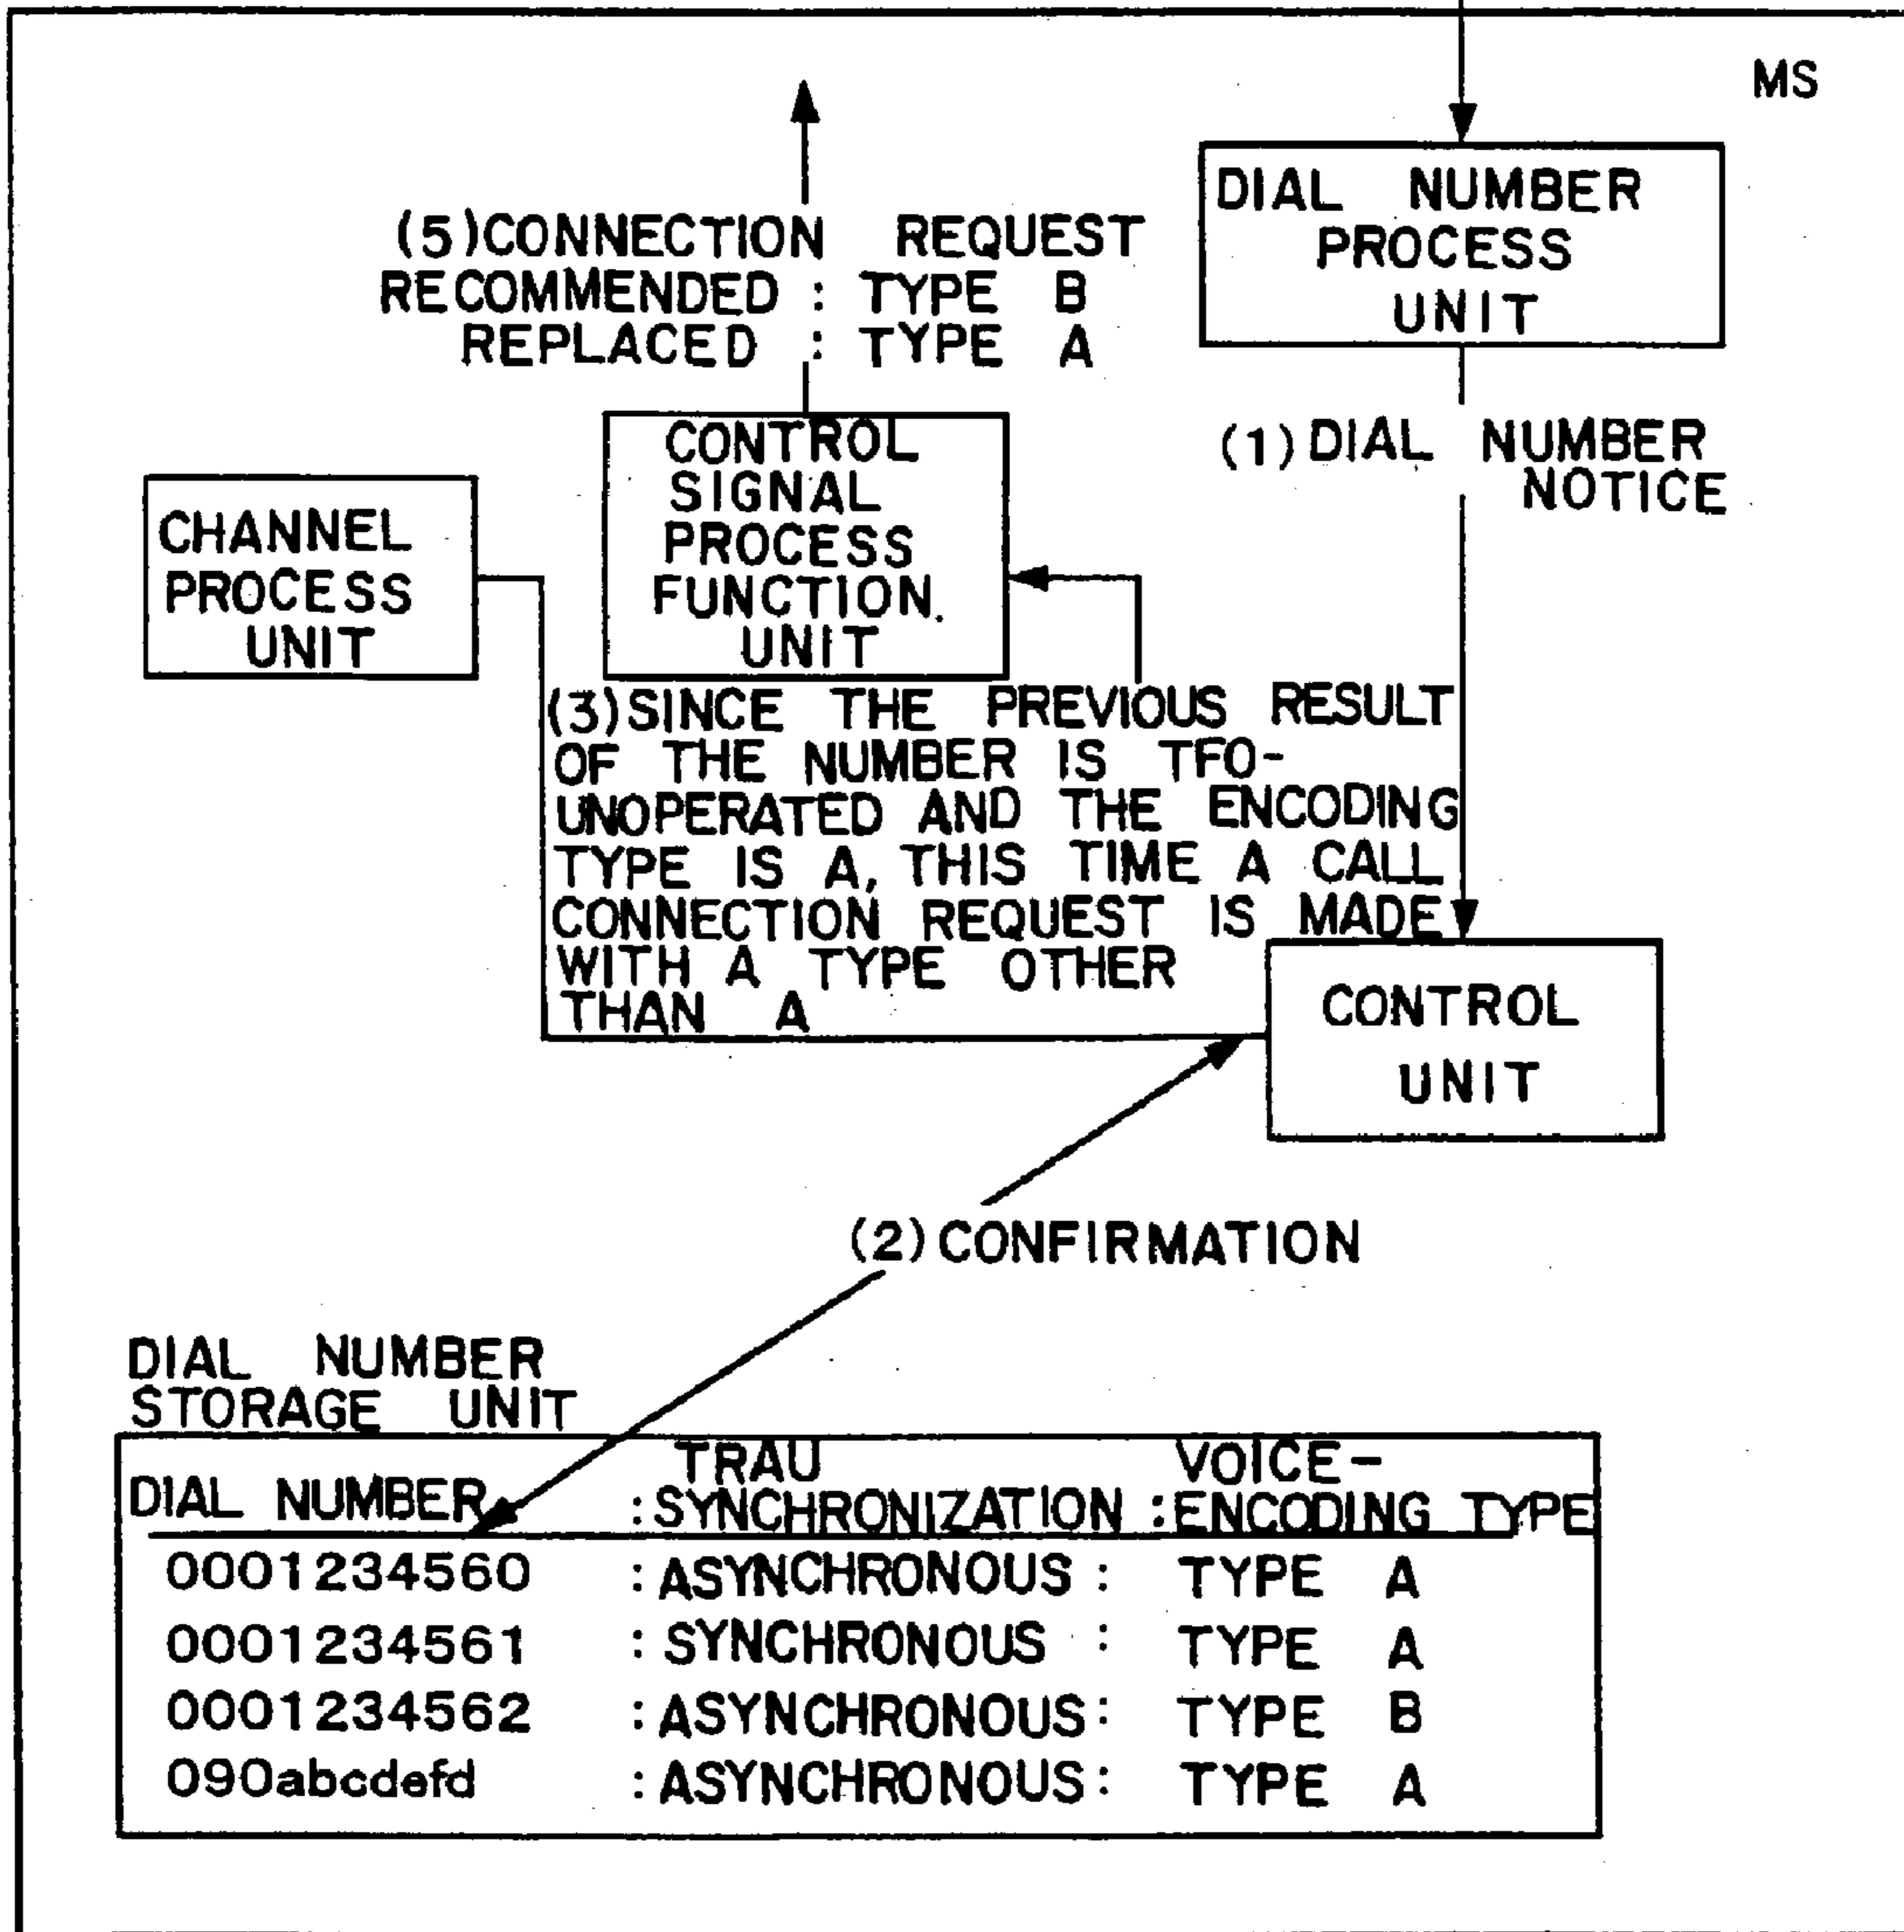 MS
DIAL NUMBER
PROCESS
UNIT
(5)CONNECTION REQUEST
RECOMMENDED : TYPE B
REPLACED : TYPE A
(1)DIAL NUMBER
NOTICE
CONTROL
SIGNAL
PROCESS
FUNCTION
UNIT
CHANNEL
PROCESS
UNIT
(3)SINCE THE PREVIOUS RESULT
OF THE NUMBER IS TFO-
UNOPERATED AND THE ENCODING
TYPE IS A, THIS TIME A CALL
CONNECTION REQUEST IS MADE
WITH A TYPE OTHER
THAN A
CONTROL
UNIT
(2)CONFIRMATION
DIAL NUMBER
STORAGE UNIT
TRAU VOICE-
DIAL NUMBER :SYNCHRONIZATION :ENCODING TYPE
0001234560 :ASYNCHRONOUS : TYPE A
0001234561 :SYNCHRONOUS : TYPE A
0001234562 :ASYNCHRONOUS: TYPE B
090abcdefd :ASYNCHRONOUS: TYPE A